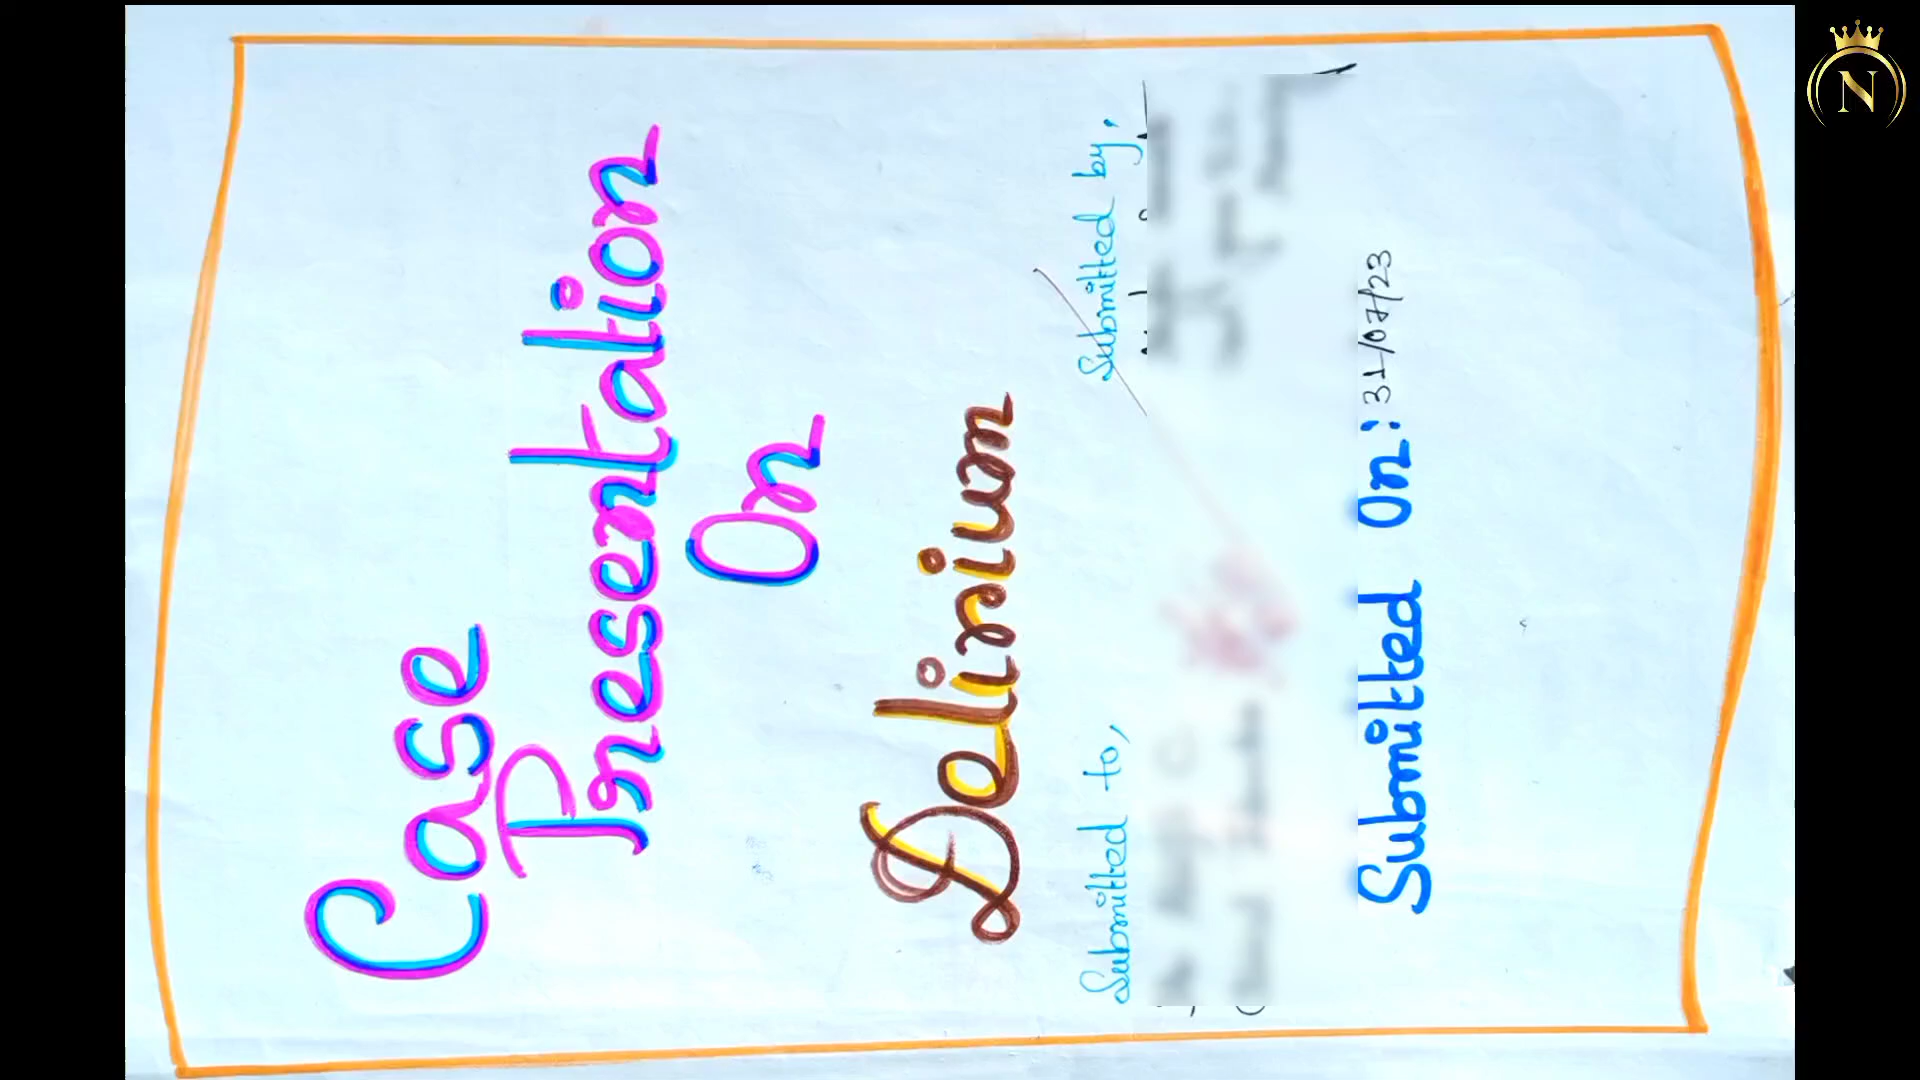 Case
Presentation
On
Delirium
Submitted to,
Submitted by,
Submitted On: 31/07/23
N